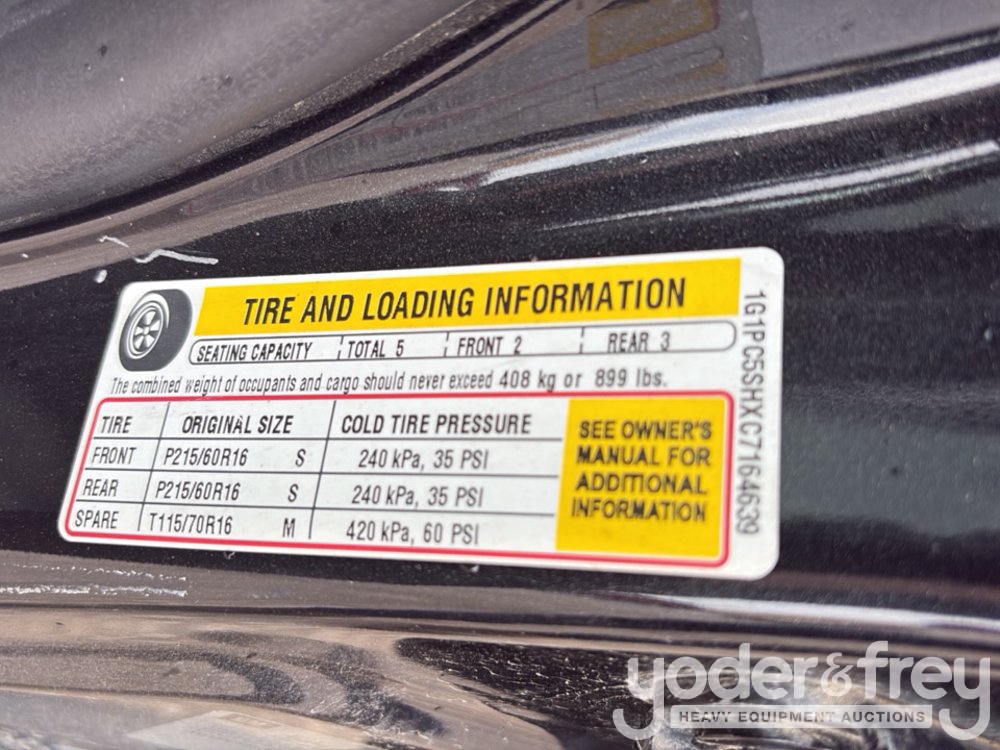 TIRE AND LOADING INFORMATION
SEATING CAPACITY TOTAL 5 FRONT 2 REAR 3
The combined weight of occupants and cargo should never exceed 408 kg or 899 lbs.
TIRE ORIGINAL SIZE COLD TIRE PRESSURE
FRONT P215/60R16 S 240 kPa, 35 PSI
REAR P215/60R16 S 240 kPa, 35 PSI
SPARE T115/70R16 M 420 kPa, 60 PSI
SEE OWNER'S
MANUAL FOR
ADDITIONAL
INFORMATION
1G1PC5SHXC7164639
yoder&frey
HEAVY EQUIPMENT AUCTIONS